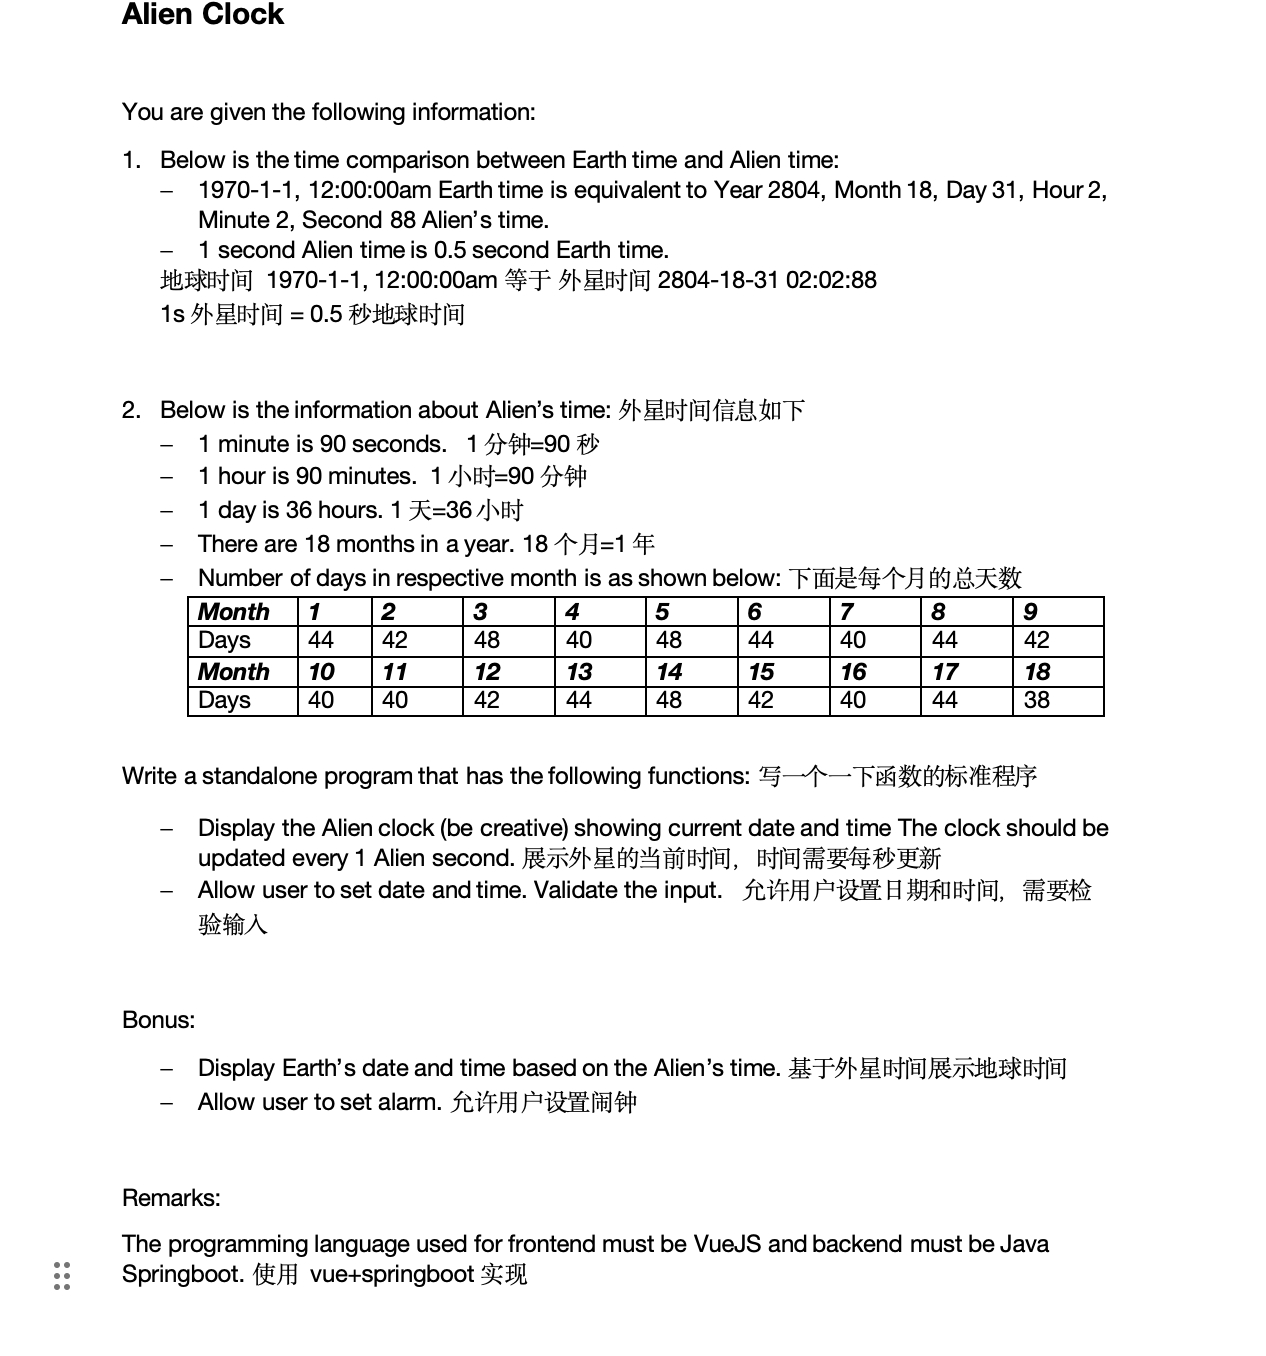 Alien Clock
You are given the following information:
1. Below is the time comparison between Earth time and Alien time:
– 1970-1-1, 12:00:00am Earth time is equivalent to Year 2804, Month 18, Day 31, Hour 2,
Minute 2, Second 88 Alien’s time.
– 1 second Alien time is 0.5 second Earth time.
地球时间 1970-1-1, 12:00:00am 等于 外星时间 2804-18-31 02:02:88
1s 外星时间 = 0.5 秒地球时间
2. Below is the information about Alien’s time: 外星时间信息如下
– 1 minute is 90 seconds. 1 分钟=90 秒
– 1 hour is 90 minutes. 1 小时=90 分钟
– 1 day is 36 hours. 1 天=36 小时
– There are 18 months in a year. 18 个月=1 年
– Number of days in respective month is as shown below: 下面是每个月的总天数
Month 1 2 3 4 5 6 7 8 9
Days 44 42 48 40 48 44 40 44 42
Month 10 11 12 13 14 15 16 17 18
Days 40 40 42 44 48 42 40 44 38
Write a standalone program that has the following functions: 写一个一下函数的标准程序
– Display the Alien clock (be creative) showing current date and time The clock should be
updated every 1 Alien second. 展示外星的当前时间，时间需要每秒更新
– Allow user to set date and time. Validate the input. 允许用户设置日期和时间，需要检
验输入
Bonus:
– Display Earth’s date and time based on the Alien’s time. 基于外星时间展示地球时间
– Allow user to set alarm. 允许用户设置闹钟
Remarks:
The programming language used for frontend must be VueJS and backend must be Java
Springboot. 使用 vue+springboot 实现